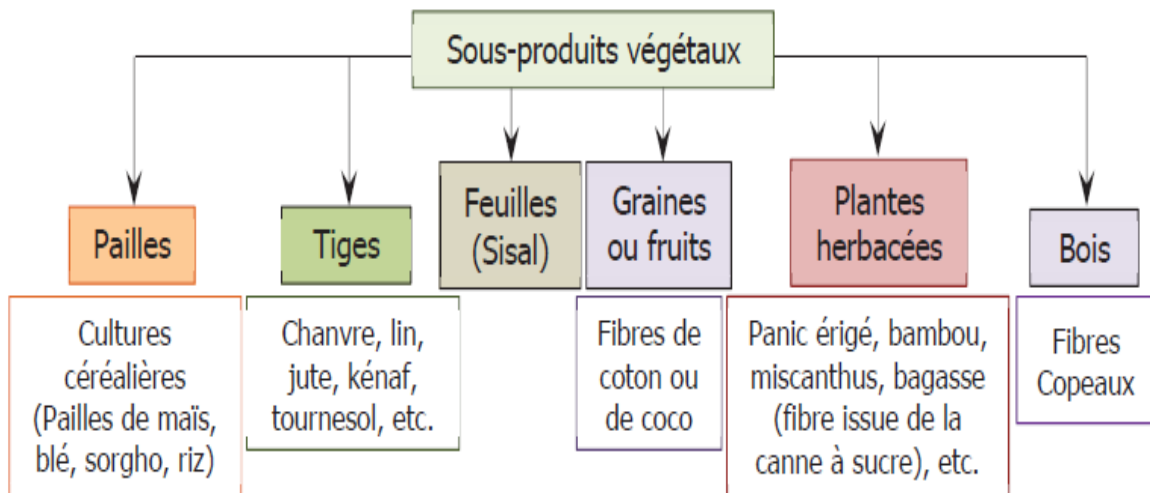 Sous-produits végétaux
Pailles
Cultures
céréalières
(Pailles de maïs,
blé, sorgho, riz)
Tiges
Chanvre, lin,
jute, kénaf,
tournesol, etc.
Feuilles
(Sisal)
Graines
ou fruits
Fibres de
coton ou
de coco
Plantes
herbacées
Panic érigé, bambou,
miscanthus, bagasse
(fibre issue de la
canne à sucre), etc.
Bois
Fibres
Copeaux